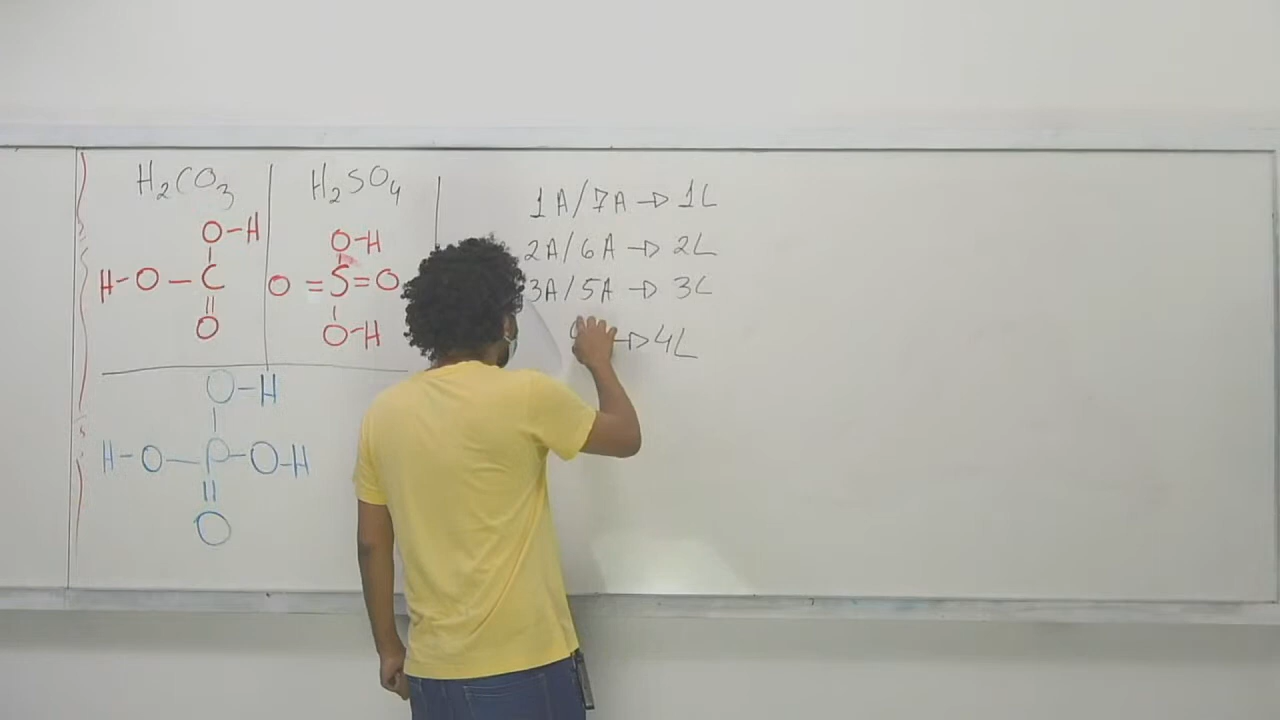 H₂CO₃
O-H
H-O-C
||
O
H₂SO₄
O-H
|
O=S=O
|
O-H
O-H
|
H-O-P-O-H
||
O
1A/7A → 1L
2A/6A → 2L
3A/5A → 3L
→ 4L